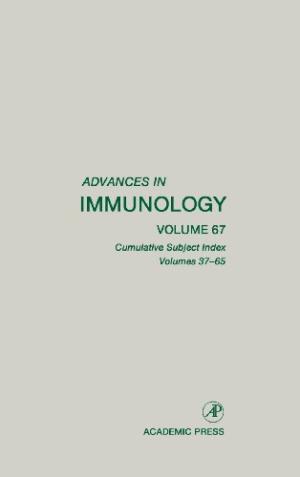 ADVANCES IN
IMMUNOLOGY
VOLUME 67
Cumulative Subject Index
Volumes 37–65
AP
ACADEMIC PRESS